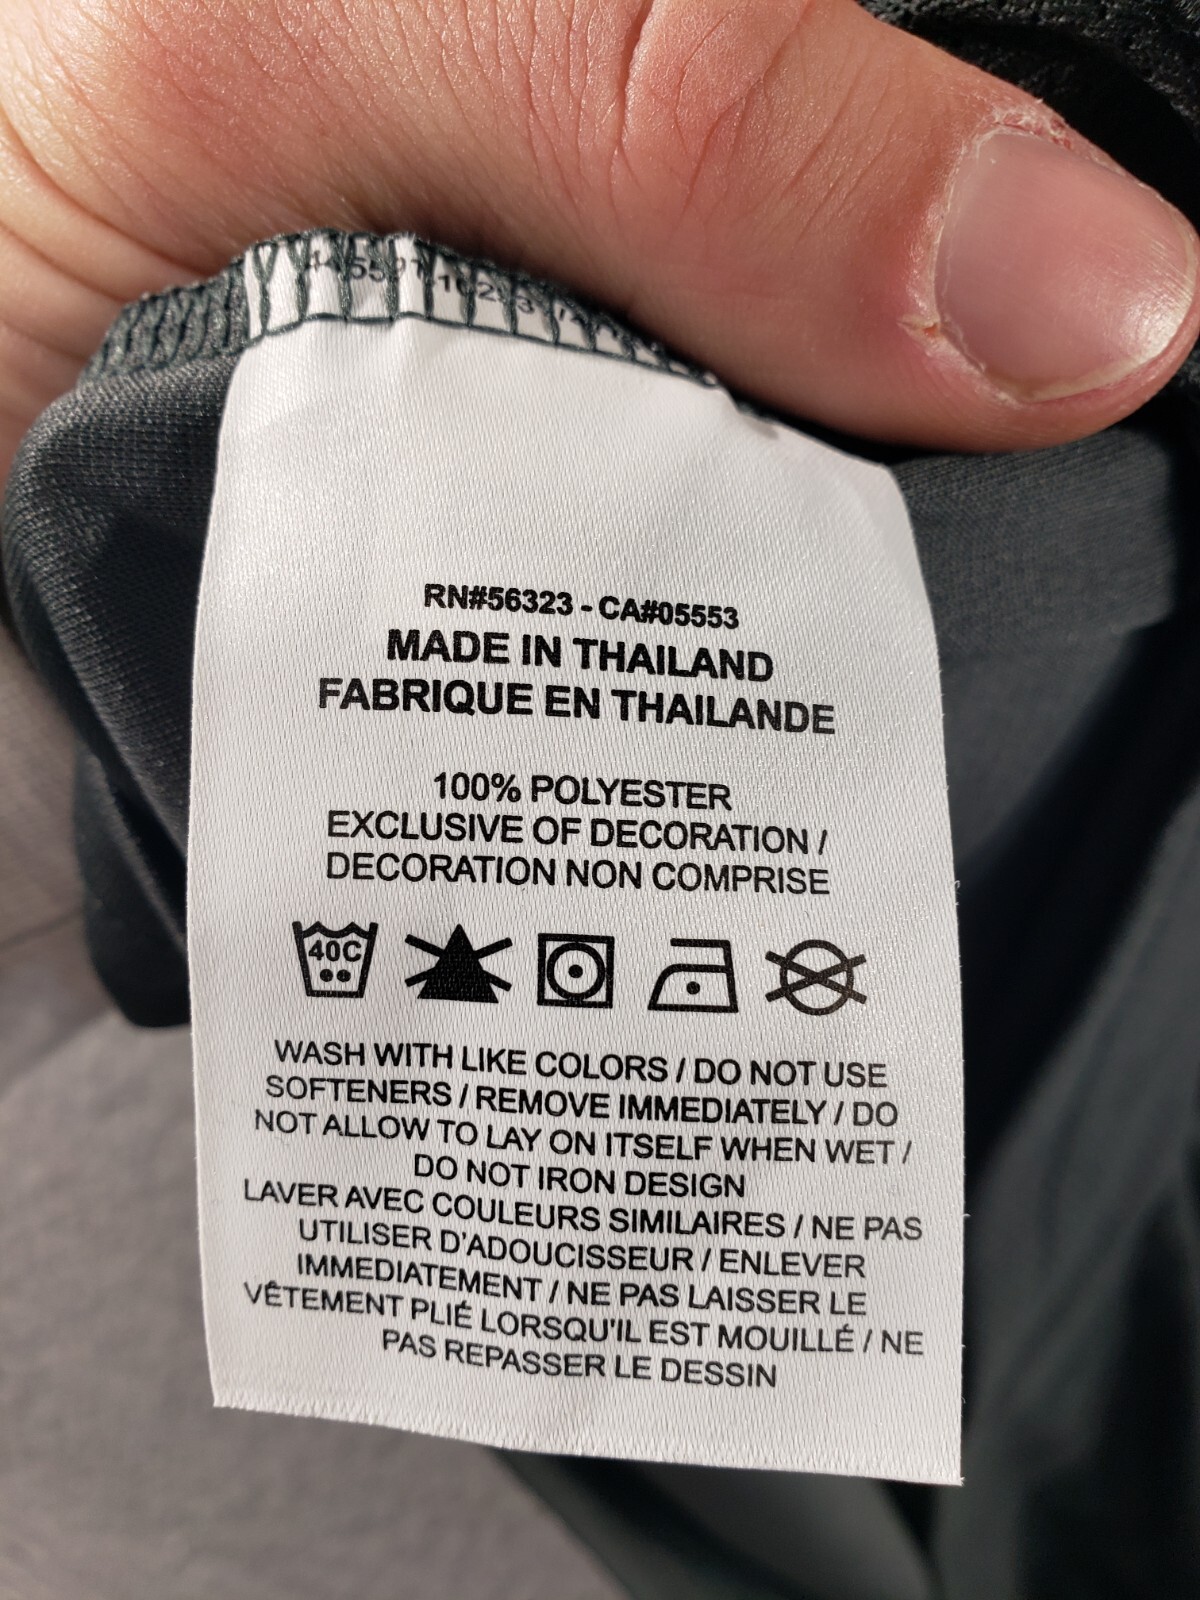 RN#56323 - CA#05553
MADE IN THAILAND
FABRIQUE EN THAILANDE
100% POLYESTER
EXCLUSIVE OF DECORATION /
DECORATION NON COMPRISE
40C
WASH WITH LIKE COLORS / DO NOT USE
SOFTENERS / REMOVE IMMEDIATELY / DO
NOT ALLOW TO LAY ON ITSELF WHEN WET /
DO NOT IRON DESIGN
LAVER AVEC COULEURS SIMILAIRES / NE PAS
UTILISER D'ADOUCISSEUR / ENLEVER
IMMEDIATEMENT / NE PAS LAISSER LE
VÊTEMENT PLIÉ LORSQU'IL EST MOUILLÉ / NE
PAS REPASSER LE DESSIN